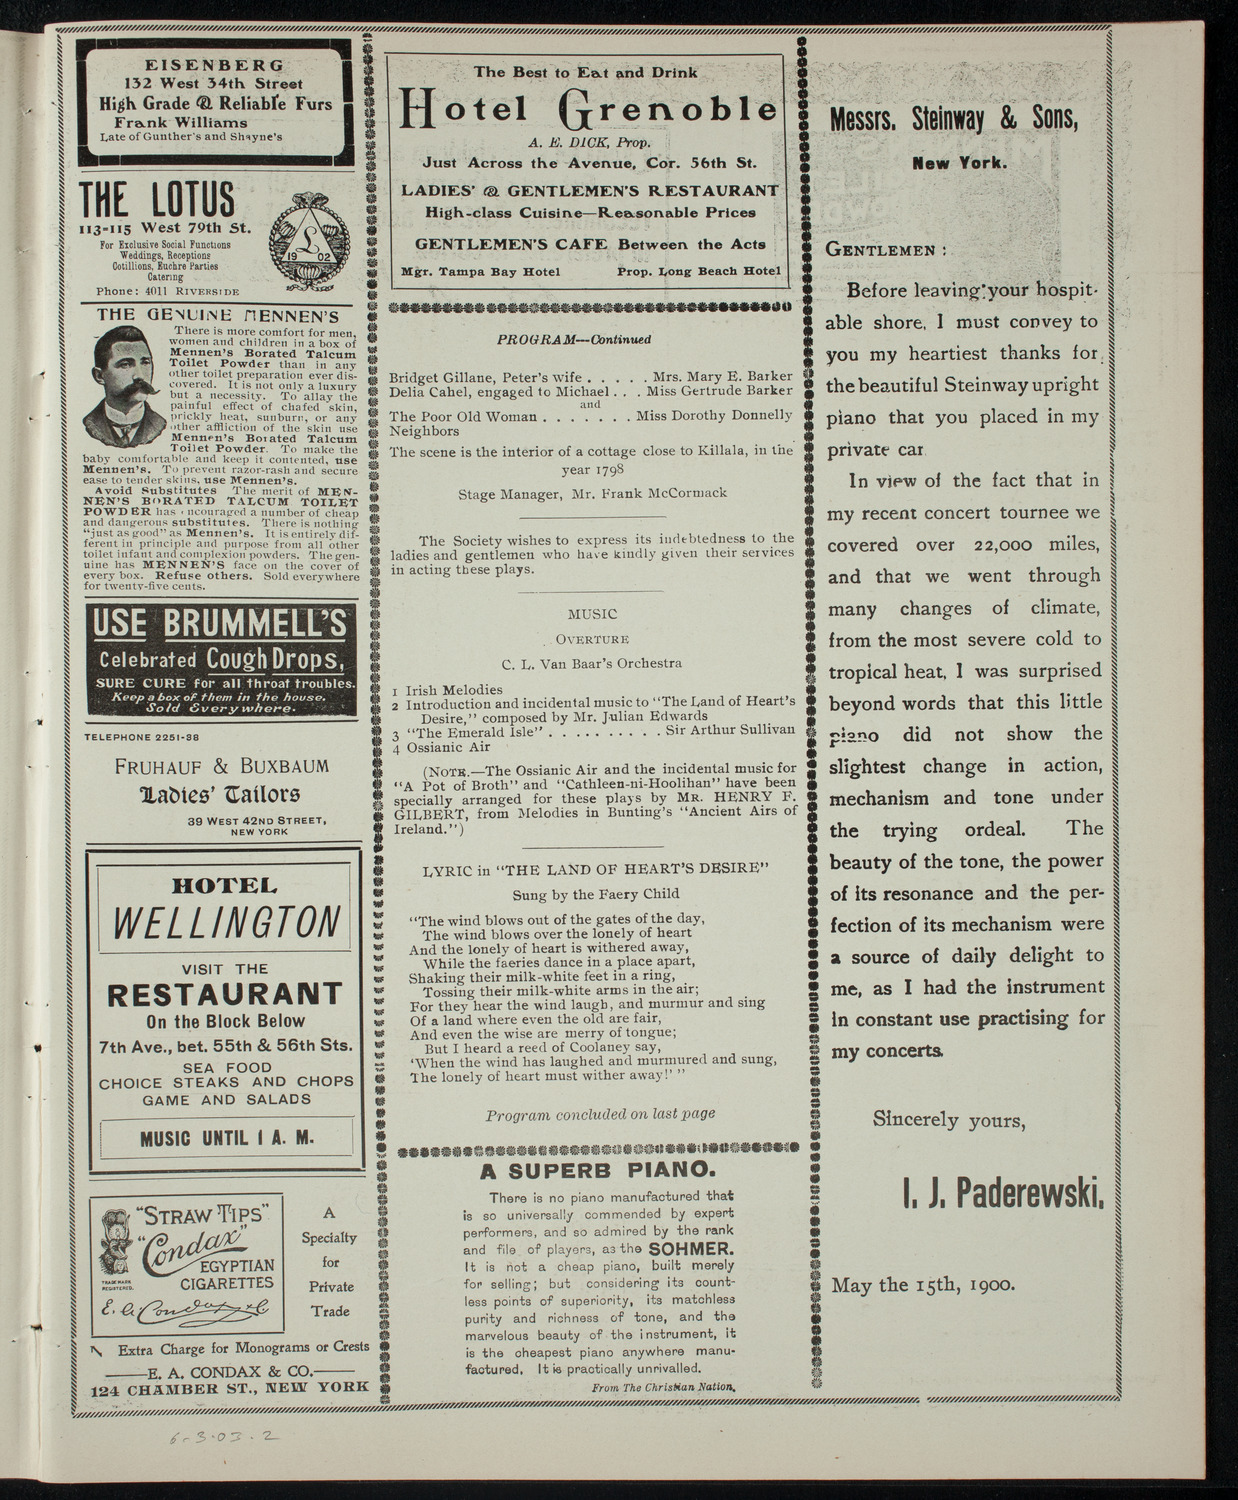 EISENBERG
132 West 34th Street
High Grade & Reliable Furs
Frank Williams
Late of Gunther's and Shayne's
THE LOTUS
113-115 West 79th St.
For Exclusive Social Functions
Weddings, Receptions
Cotillions, Euchre Parties
Catering
Phone: 4011 RIVERSIDE
L
19 02
THE GENUINE MENNEN'S
There is more comfort for men,
women and children in a box of
Mennen's Borated Talcum
Toilet Powder than in any
other toilet preparation ever dis-
covered. It is not only a luxury
but a necessity. To allay the
painful effect of chafed skin,
prickly heat, sunburn, or any
other affliction of the skin use
Mennen's Borated Talcum
Toilet Powder. To make the
baby comfortable and keep it contented, use
Mennen's. To prevent razor-rash and secure
ease to tender skins, use Mennen's.
Avoid Substitutes The merit of MEN-
NEN'S BORATED TALCUM TOILET
POWDER has encouraged a number of cheap
and dangerous substitutes. There is nothing
"just as good" as Mennen's. It is entirely dif-
ferent in principle and purpose from all other
toilet infant and complexion powders. The gen-
uine has MENNEN'S face on the cover of
every box. Refuse others. Sold everywhere
for twenty-five cents.
USE BRUMMELL'S
Celebrated Cough Drops,
SURE CURE for all throat troubles.
Keep a box of them in the house.
Sold Everywhere.
TELEPHONE 2251-38
FRUHAUF & BUXBAUM
Ladies' Tailors
39 WEST 42ND STREET,
NEW YORK
HOTEL
WELLINGTON
VISIT THE
RESTAURANT
On the Block Below
7th Ave., bet. 55th & 56th Sts.
SEA FOOD
CHOICE STEAKS AND CHOPS
GAME AND SALADS
MUSIC UNTIL 1 A. M.
"STRAW TIPS"
"Condax"
EGYPTIAN
CIGARETTES
TRADE MARK
REGISTERED.
E. A. Condax & Co
A
Specialty
for
Private
Trade
Extra Charge for Monograms or Crests
E. A. CONDAX & CO.
124 CHAMBER ST., NEW YORK
6-3-03-2
The Best to Eat and Drink
Hotel Grenoble
A. E. DICK, Prop.
Just Across the Avenue, Cor. 56th St.
LADIES' & GENTLEMEN'S RESTAURANT
High-class Cuisine—Reasonable Prices
GENTLEMEN'S CAFE Between the Acts
Mgr. Tampa Bay Hotel Prop. Long Beach Hotel
PROGRAM—Continued
Bridget Gillane, Peter's wife . . . . . Mrs. Mary E. Barker
Delia Cahel, engaged to Michael . . . Miss Gertrude Barker
and
The Poor Old Woman . . . . . . . Miss Dorothy Donnelly
Neighbors
The scene is the interior of a cottage close to Killala, in the
year 1798
Stage Manager, Mr. Frank McCormack
The Society wishes to express its indebtedness to the
ladies and gentlemen who have kindly given their services
in acting these plays.
MUSIC
OVERTURE
C. L. Van Baar's Orchestra
1 Irish Melodies
2 Introduction and incidental music to "The Land of Heart's
Desire," composed by Mr. Julian Edwards
3 "The Emerald Isle" . . . . . . . . . . Sir Arthur Sullivan
4 Ossianic Air
(NOTE.—The Ossianic Air and the incidental music for
"A Pot of Broth" and "Cathleen-ni-Hoolihan" have been
specially arranged for these plays by MR. HENRY F.
GILBERT, from Melodies in Bunting's "Ancient Airs of
Ireland.")
LYRIC in "THE LAND OF HEART'S DESIRE"
Sung by the Faery Child
"The wind blows out of the gates of the day,
The wind blows over the lonely of heart
And the lonely of heart is withered away,
While the faeries dance in a place apart,
Shaking their milk-white feet in a ring,
Tossing their milk-white arms in the air;
For they hear the wind laugh, and murmur and sing
Of a land where even the old are fair,
And even the wise are merry of tongue;
But I heard a reed of Coolaney say,
'When the wind has laughed and murmured and sung,
The lonely of heart must wither away!' "
Program concluded on last page
A SUPERB PIANO.
There is no piano manufactured that
is so universally commended by expert
performers, and so admired by the rank
and file of players, as the SOHMER.
It is not a cheap piano, built merely
for selling; but considering its count-
less points of superiority, its matchless
purity and richness of tone, and the
marvelous beauty of the instrument, it
is the cheapest piano anywhere manu-
factured. It is practically unrivalled.
From The Christian Nation.
Messrs. Steinway & Sons,
New York.
GENTLEMEN :
Before leaving your hospit-
able shore, I must convey to
you my heartiest thanks for
the beautiful Steinway upright
piano that you placed in my
private car
In view of the fact that in
my recent concert tournee we
covered over 22,000 miles,
and that we went through
many changes of climate,
from the most severe cold to
tropical heat, I was surprised
beyond words that this little
piano did not show the
slightest change in action,
mechanism and tone under
the trying ordeal. The
beauty of the tone, the power
of its resonance and the per-
fection of its mechanism were
a source of daily delight to
me, as I had the instrument
in constant use practising for
my concerts.
Sincerely yours,
I. J. Paderewski,
May the 15th, 1900.